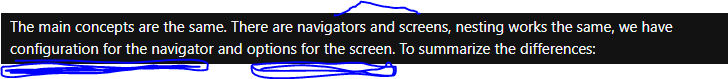 The main concepts are the same. There are navigators and screens, nesting works the same, we have
configuration for the navigator and options for the screen. To summarize the differences: